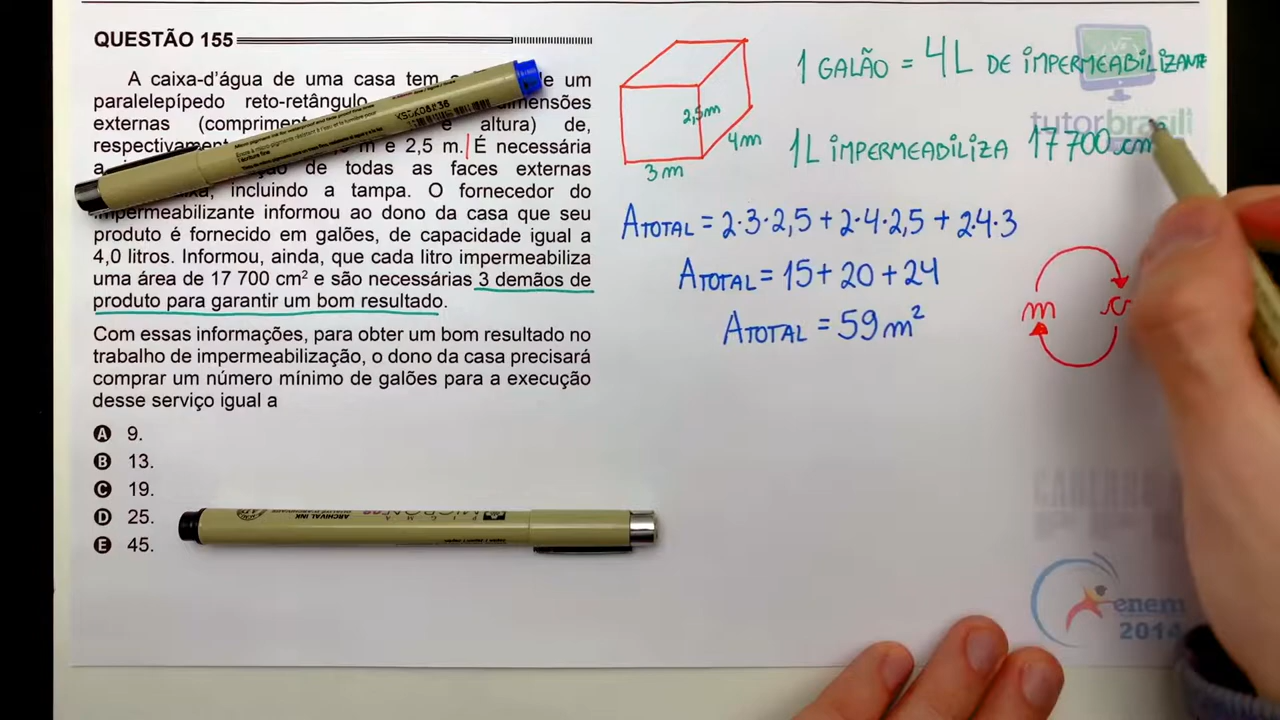 QUESTÃO 155
A caixa-d'água de uma casa tem a um
paralelepípedo reto-retângulo
externas altura) de,
m e 2,5 m. É necessária
a de todas as faces externas
incluindo a tampa. O fornecedor do
impermeabilizante informou ao dono da casa que seu
produto é fornecido em galões, de capacidade igual a
4,0 litros. Informou, ainda, que cada litro impermeabiliza
uma área de 17 700 cm² e são necessárias 3 demãos de
produto para garantir um bom resultado.
Com essas informações, para obter um bom resultado no
trabalho de impermeabilização, o dono da casa precisará
comprar um número mínimo de galões para a execução
desse serviço igual a
A 9.
B 13.
C 19.
D 25.
E 45.
2,5m
4m
3m
1 GALÃO = 4L DE IMPERMEABILIZANTE
1L IMPERMEABILIZA 17700 cm
ATOTAL = 2·3·2,5 + 2·4·2,5 + 2·4·3
ATOTAL = 15 + 20 + 24
ATOTAL = 59 m²
m
tutorbrasil
enem
2014
MICRON
ARCHIVAL INK